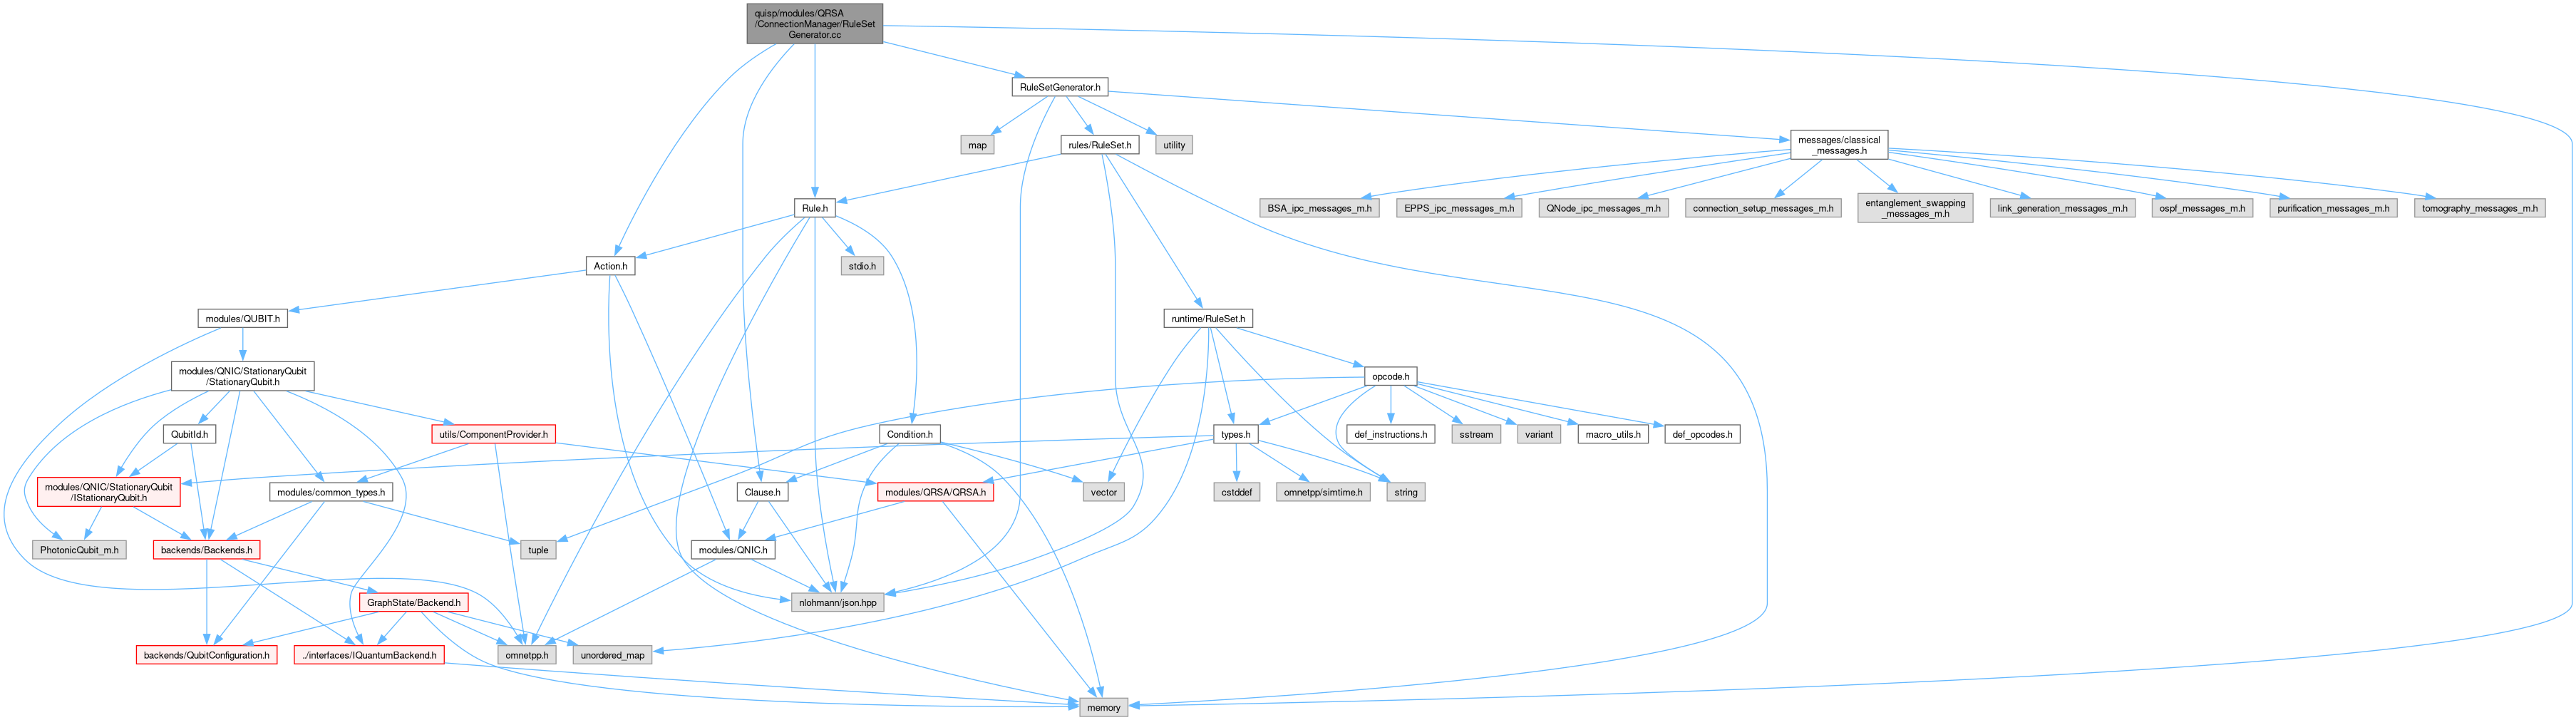 quisp/modules/QRSA
/ConnectionManager/RuleSet
Generator.cc
RuleSetGenerator.h
map
rules/RuleSet.h
utility
messages/classical
_messages.h
BSA_ipc_messages_m.h
EPPS_ipc_messages_m.h
QNode_ipc_messages_m.h
connection_setup_messages_m.h
entanglement_swapping
_messages_m.h
link_generation_messages_m.h
ospf_messages_m.h
purification_messages_m.h
tomography_messages_m.h
Rule.h
Action.h
stdio.h
modules/QUBIT.h
runtime/RuleSet.h
modules/QNIC/StationaryQubit
/StationaryQubit.h
opcode.h
QubitId.h
utils/ComponentProvider.h
Condition.h
types.h
def_instructions.h
sstream
variant
macro_utils.h
def_opcodes.h
modules/QNIC/StationaryQubit
/IStationaryQubit.h
modules/common_types.h
Clause.h
modules/QRSA/QRSA.h
vector
cstddef
omnetpp/simtime.h
string
PhotonicQubit_m.h
backends/Backends.h
tuple
modules/QNIC.h
GraphState/Backend.h
nlohmann/json.hpp
backends/QubitConfiguration.h
../interfaces/IQuantumBackend.h
omnetpp.h
unordered_map
memory